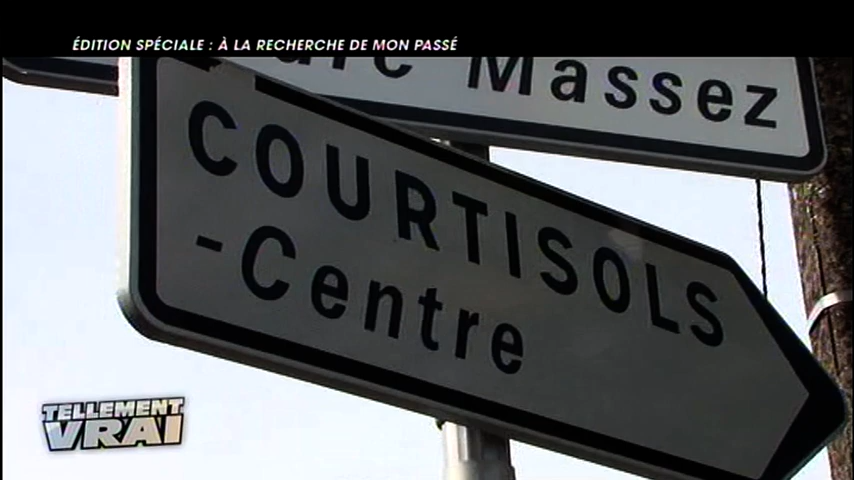 ÉDITION SPÉCIALE : À LA RECHERCHE DE MON PASSÉ
Massez
COURTISOLS
-Centre
TELLEMENT
VRAI